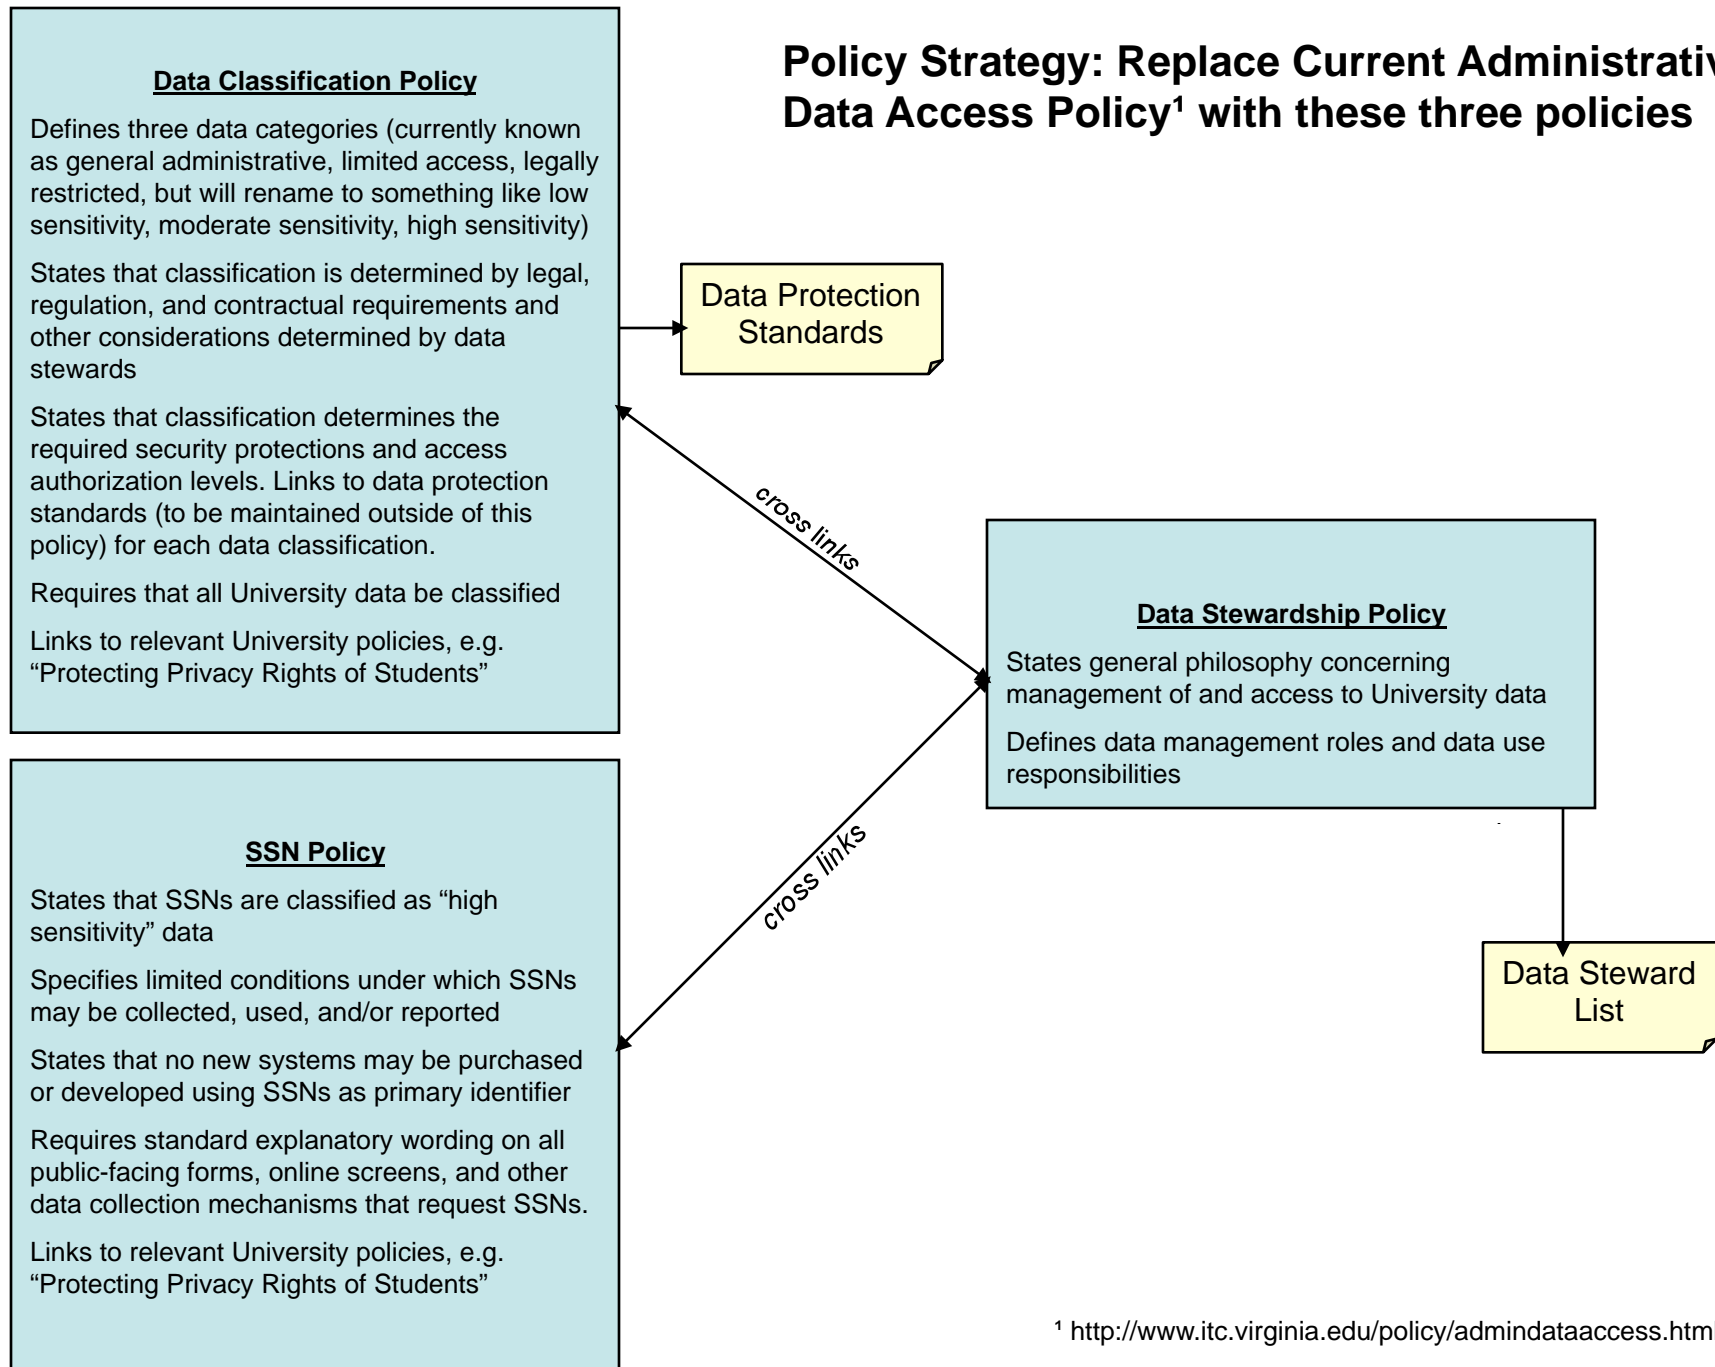 Policy Strategy: Replace Current Administrativ
Data Access Policy¹ with these three policies
Data Classification Policy
Defines three data categories (currently known
as general administrative, limited access, legally
restricted, but will rename to something like low
sensitivity, moderate sensitivity, high sensitivity)
States that classification is determined by legal,
regulation, and contractual requirements and
other considerations determined by data
stewards
States that classification determines the
required security protections and access
authorization levels. Links to data protection
standards (to be maintained outside of this
policy) for each data classification.
Requires that all University data be classified
Links to relevant University policies, e.g.
“Protecting Privacy Rights of Students”
Data Protection
Standards
cross links
Data Stewardship Policy
States general philosophy concerning
management of and access to University data
Defines data management roles and data use
responsibilities
cross links
SSN Policy
States that SSNs are classified as “high
sensitivity” data
Specifies limited conditions under which SSNs
may be collected, used, and/or reported
States that no new systems may be purchased
or developed using SSNs as primary identifier
Requires standard explanatory wording on all
public-facing forms, online screens, and other
data collection mechanisms that request SSNs.
Links to relevant University policies, e.g.
“Protecting Privacy Rights of Students”
Data Steward
List
¹ http://www.itc.virginia.edu/policy/admindataaccess.html